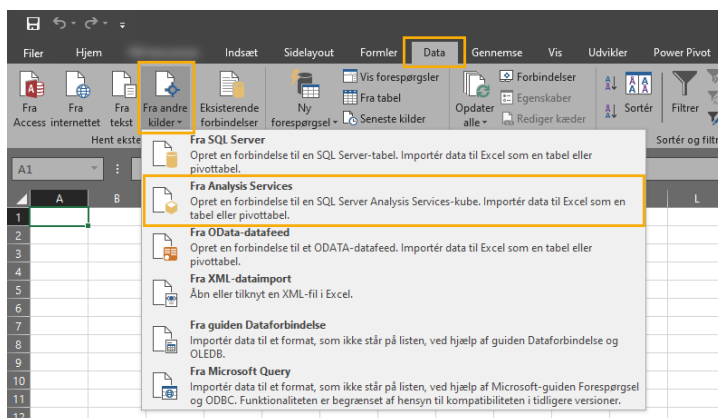 Filer Hjem Indsæt Sidelayout Formler Data Gennemse Vis Udvikler Power Pivot
Vis forespørgsler
Fra tabel
Seneste kilder
Forbindelser
Egenskaber
Rediger kæder
Fra Access
Fra internettet
Fra tekst
Fra andre kilder
Eksisterende forbindelser
Ny forespørgsel
Opdater alle
Sortér
Filtrer
Hent ekste
Sortér og filtr
A1
A B L
Fra SQL Server
Opret en forbindelse til en SQL Server-tabel. Importér data til Excel som en tabel eller
pivottabel.
Fra Analysis Services
Opret en forbindelse til en SQL Server Analysis Services-kube. Importér data til Excel som en
tabel eller pivottabel.
Fra OData-datafeed
Opret en forbindelse til et ODATA-datafeed. Importér data til Excel som en tabel eller
pivottabel.
Fra XML-dataimport
Åbn eller tilknyt en XML-fil i Excel.
Fra guiden Dataforbindelse
Importér data til et format, som ikke står på listen, ved hjælp af guiden Dataforbindelse og
OLEDB.
Fra Microsoft Query
Importér data til et format, som ikke står på listen, ved hjælp af Microsoft-guiden Forespørgsel
og ODBC. Funktionaliteten er begrænset af hensyn til kompatibiliteten i tidligere versioner.
1
2
3
4
5
6
7
8
9
10
11
12